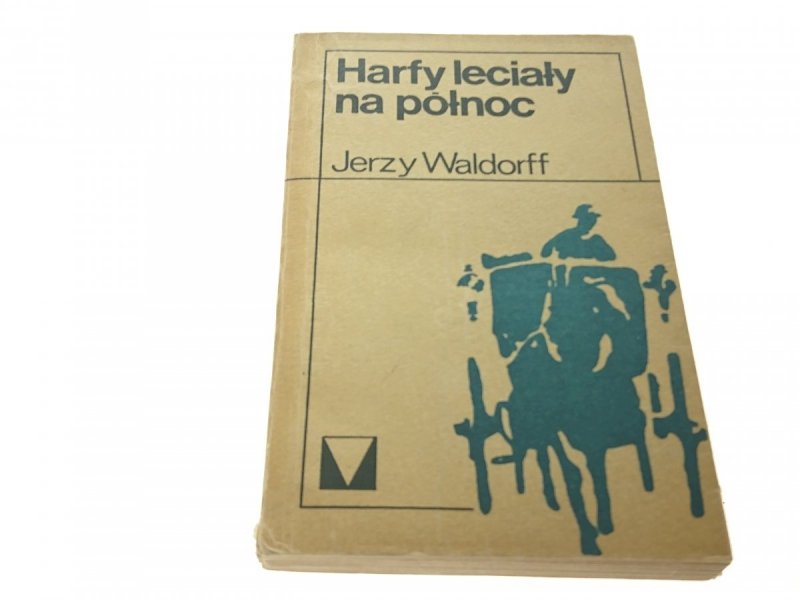 Harfy leciały
na północ
Jerzy Waldorff